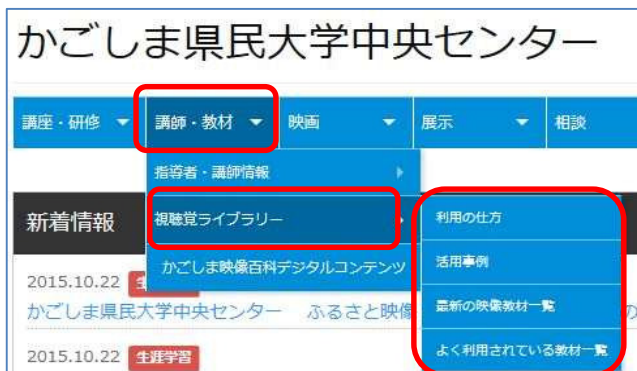 かごしま県民大学中央センター
講座・研修
講師・教材
映画
展示
相談
指導者・講師情報
視聴覚ライブラリー
かごしま映像百科デジタルコンテンツ
利用の仕方
活用事例
最新の映像教材一覧
よく利用されている教材一覧
新着情報
2015.10.22
かごしま県民大学中央センター ふるさと映像
2015.10.22 生涯学習